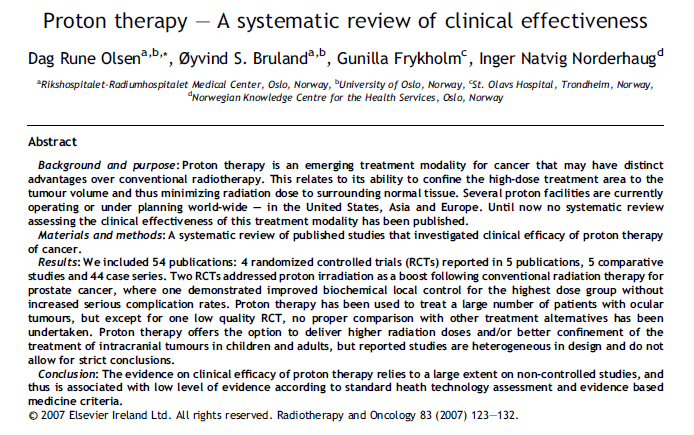 Proton therapy – A systematic review of clinical effectiveness
Dag Rune Olsena,b,*, Øyvind S. Brulanda,b, Gunilla Frykholmc, Inger Natvig Norderhaugd
aRikshospitalet-Radiumhospitalet Medical Center, Oslo, Norway, bUniversity of Oslo, Norway, cSt. Olavs Hospital, Trondheim, Norway,
dNorwegian Knowledge Centre for the Health Services, Oslo, Norway
Abstract
Background and purpose: Proton therapy is an emerging treatment modality for cancer that may have distinct
advantages over conventional radiotherapy. This relates to its ability to confine the high-dose treatment area to the
tumour volume and thus minimizing radiation dose to surrounding normal tissue. Several proton facilities are currently
operating or under planning world-wide – in the United States, Asia and Europe. Until now no systematic review
assessing the clinical effectiveness of this treatment modality has been published.
Materials and methods: A systematic review of published studies that investigated clinical efficacy of proton therapy
of cancer.
Results: We included 54 publications: 4 randomized controlled trials (RCTs) reported in 5 publications, 5 comparative
studies and 44 case series. Two RCTs addressed proton irradiation as a boost following conventional radiation therapy for
prostate cancer, where one demonstrated improved biochemical local control for the highest dose group without
increased serious complication rates. Proton therapy has been used to treat a large number of patients with ocular
tumours, but except for one low quality RCT, no proper comparison with other treatment alternatives has been
undertaken. Proton therapy offers the option to deliver higher radiation doses and/or better confinement of the
treatment of intracranial tumours in children and adults, but reported studies are heterogeneous in design and do not
allow for strict conclusions.
Conclusion: The evidence on clinical efficacy of proton therapy relies to a large extent on non-controlled studies, and
thus is associated with low level of evidence according to standard heath technology assessment and evidence based
medicine criteria.
© 2007 Elsevier Ireland Ltd. All rights reserved. Radiotherapy and Oncology 83 (2007) 123–132.